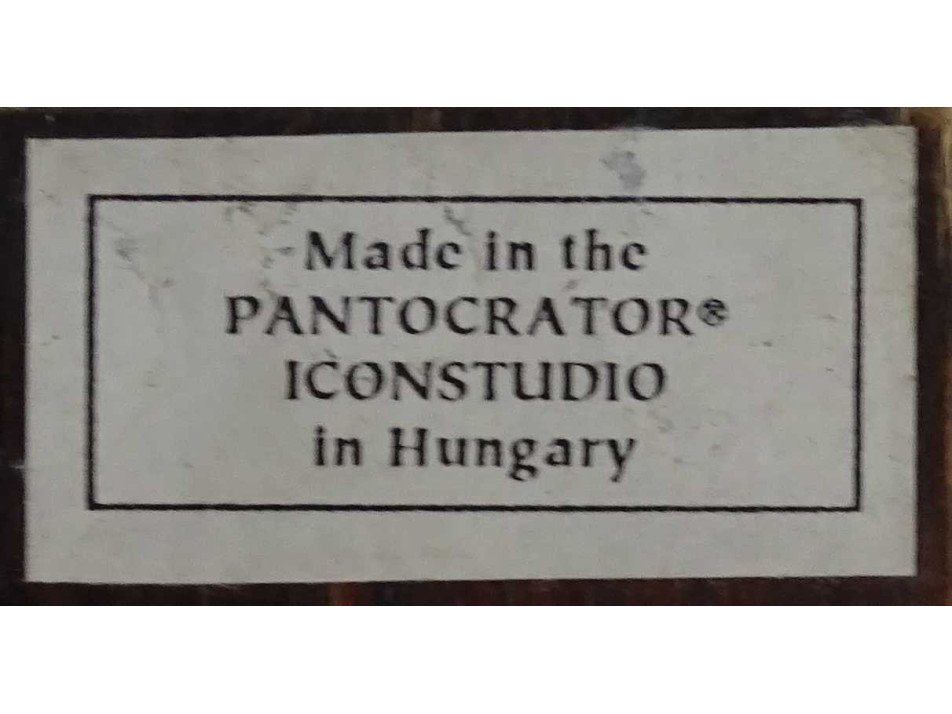 Made in the
PANTOCRATOR®
ICONSTUDIO
in Hungary